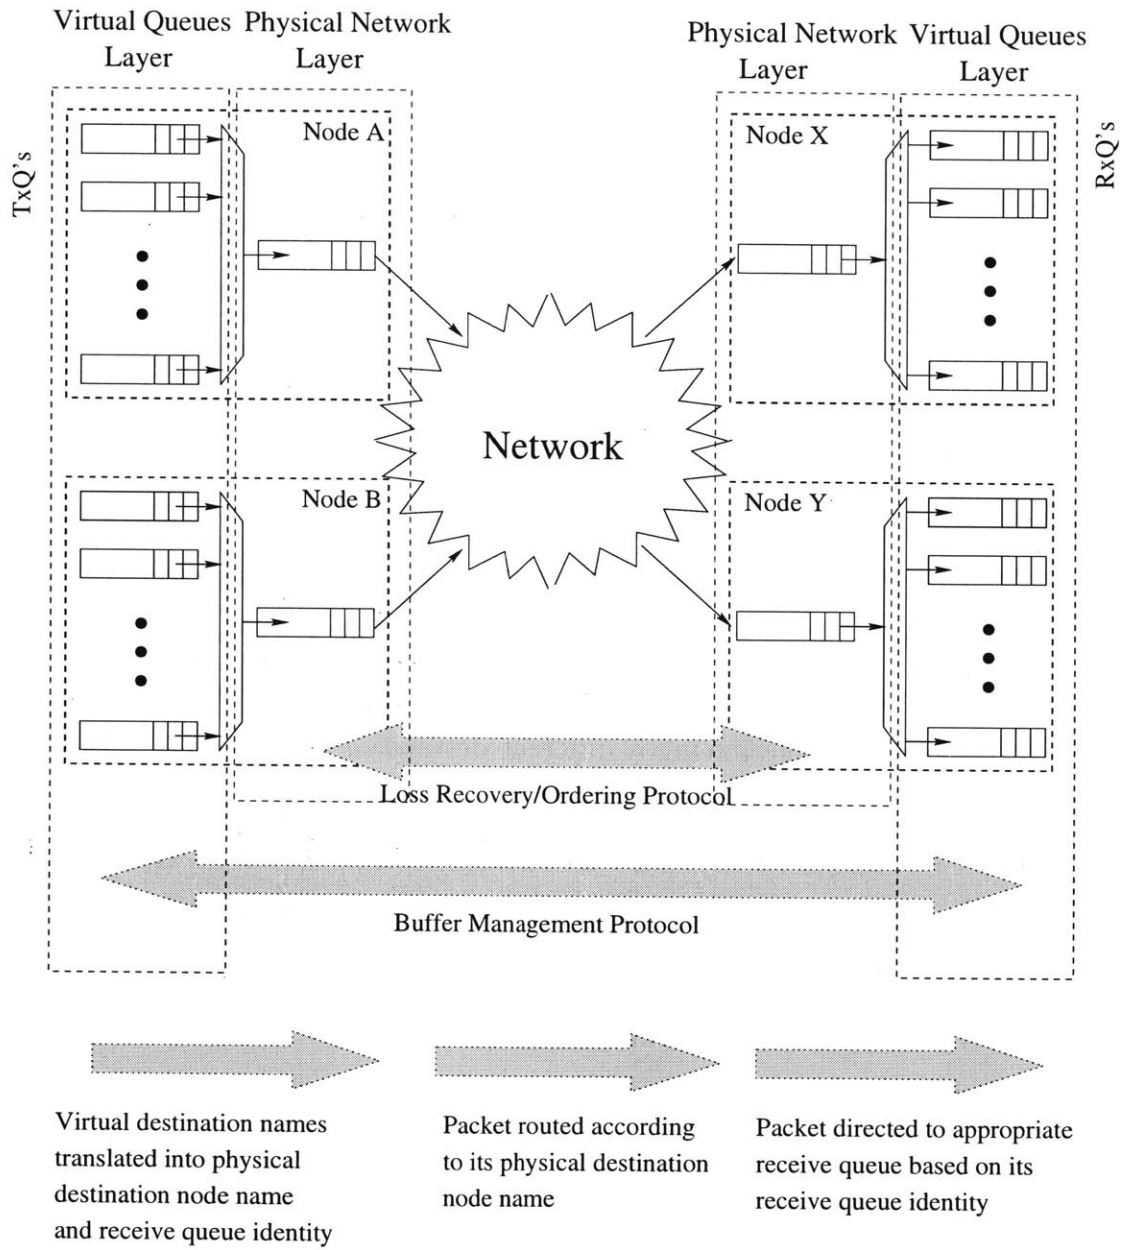 Virtual Queues
Layer
Physical Network
Layer
Physical Network
Layer
Virtual Queues
Layer
TxQ's
Node A
Node X
RxQ's
Network
Node B
Node Y
Loss Recovery/Ordering Protocol
Buffer Management Protocol
Virtual destination names
translated into physical
destination node name
and receive queue identity
Packet routed according
to its physical destination
node name
Packet directed to appropriate
receive queue based on its
receive queue identity